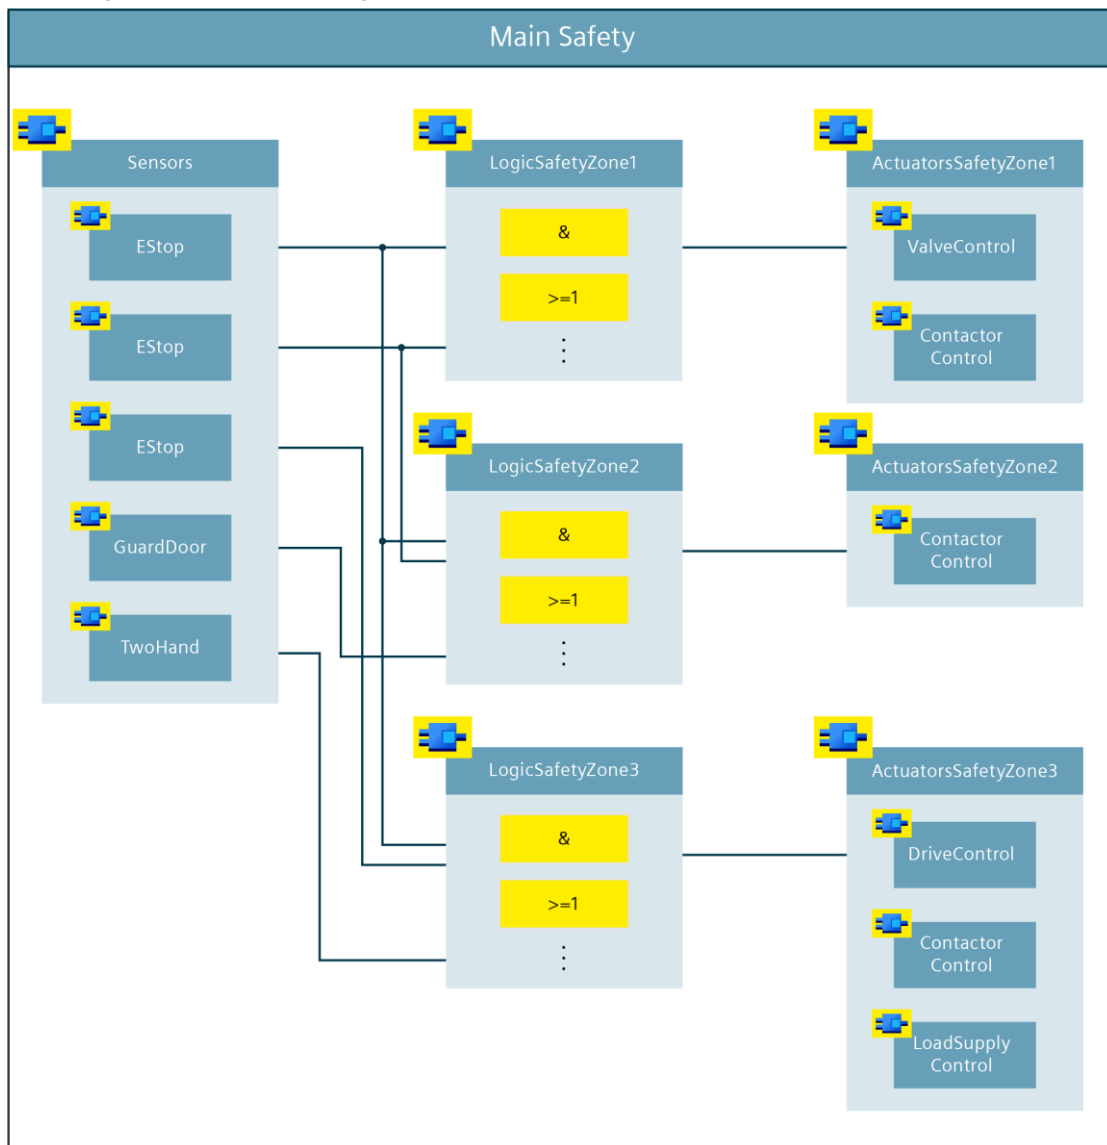 Main Safety
Sensors
EStop
EStop
EStop
GuardDoor
TwoHand
LogicSafetyZone1
&
>=1
⋮
LogicSafetyZone2
&
>=1
⋮
LogicSafetyZone3
&
>=1
⋮
ActuatorsSafetyZone1
ValveControl
Contactor
Control
ActuatorsSafetyZone2
Contactor
Control
ActuatorsSafetyZone3
DriveControl
Contactor
Control
LoadSupply
Control